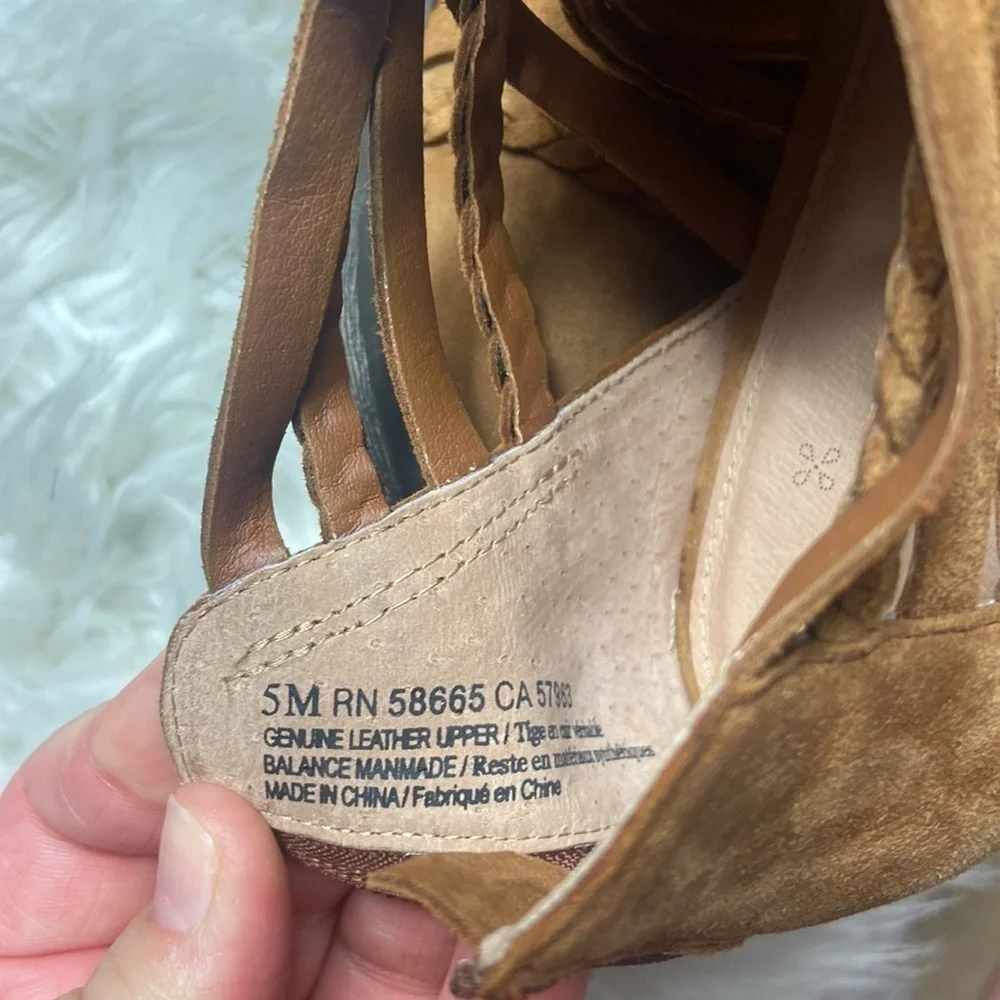 5M RN 58665 CA 57963
GENUINE LEATHER UPPER / Tige en cuir véritable
BALANCE MANMADE / Reste en matériaux synthétiques
MADE IN CHINA / Fabriqué en Chine